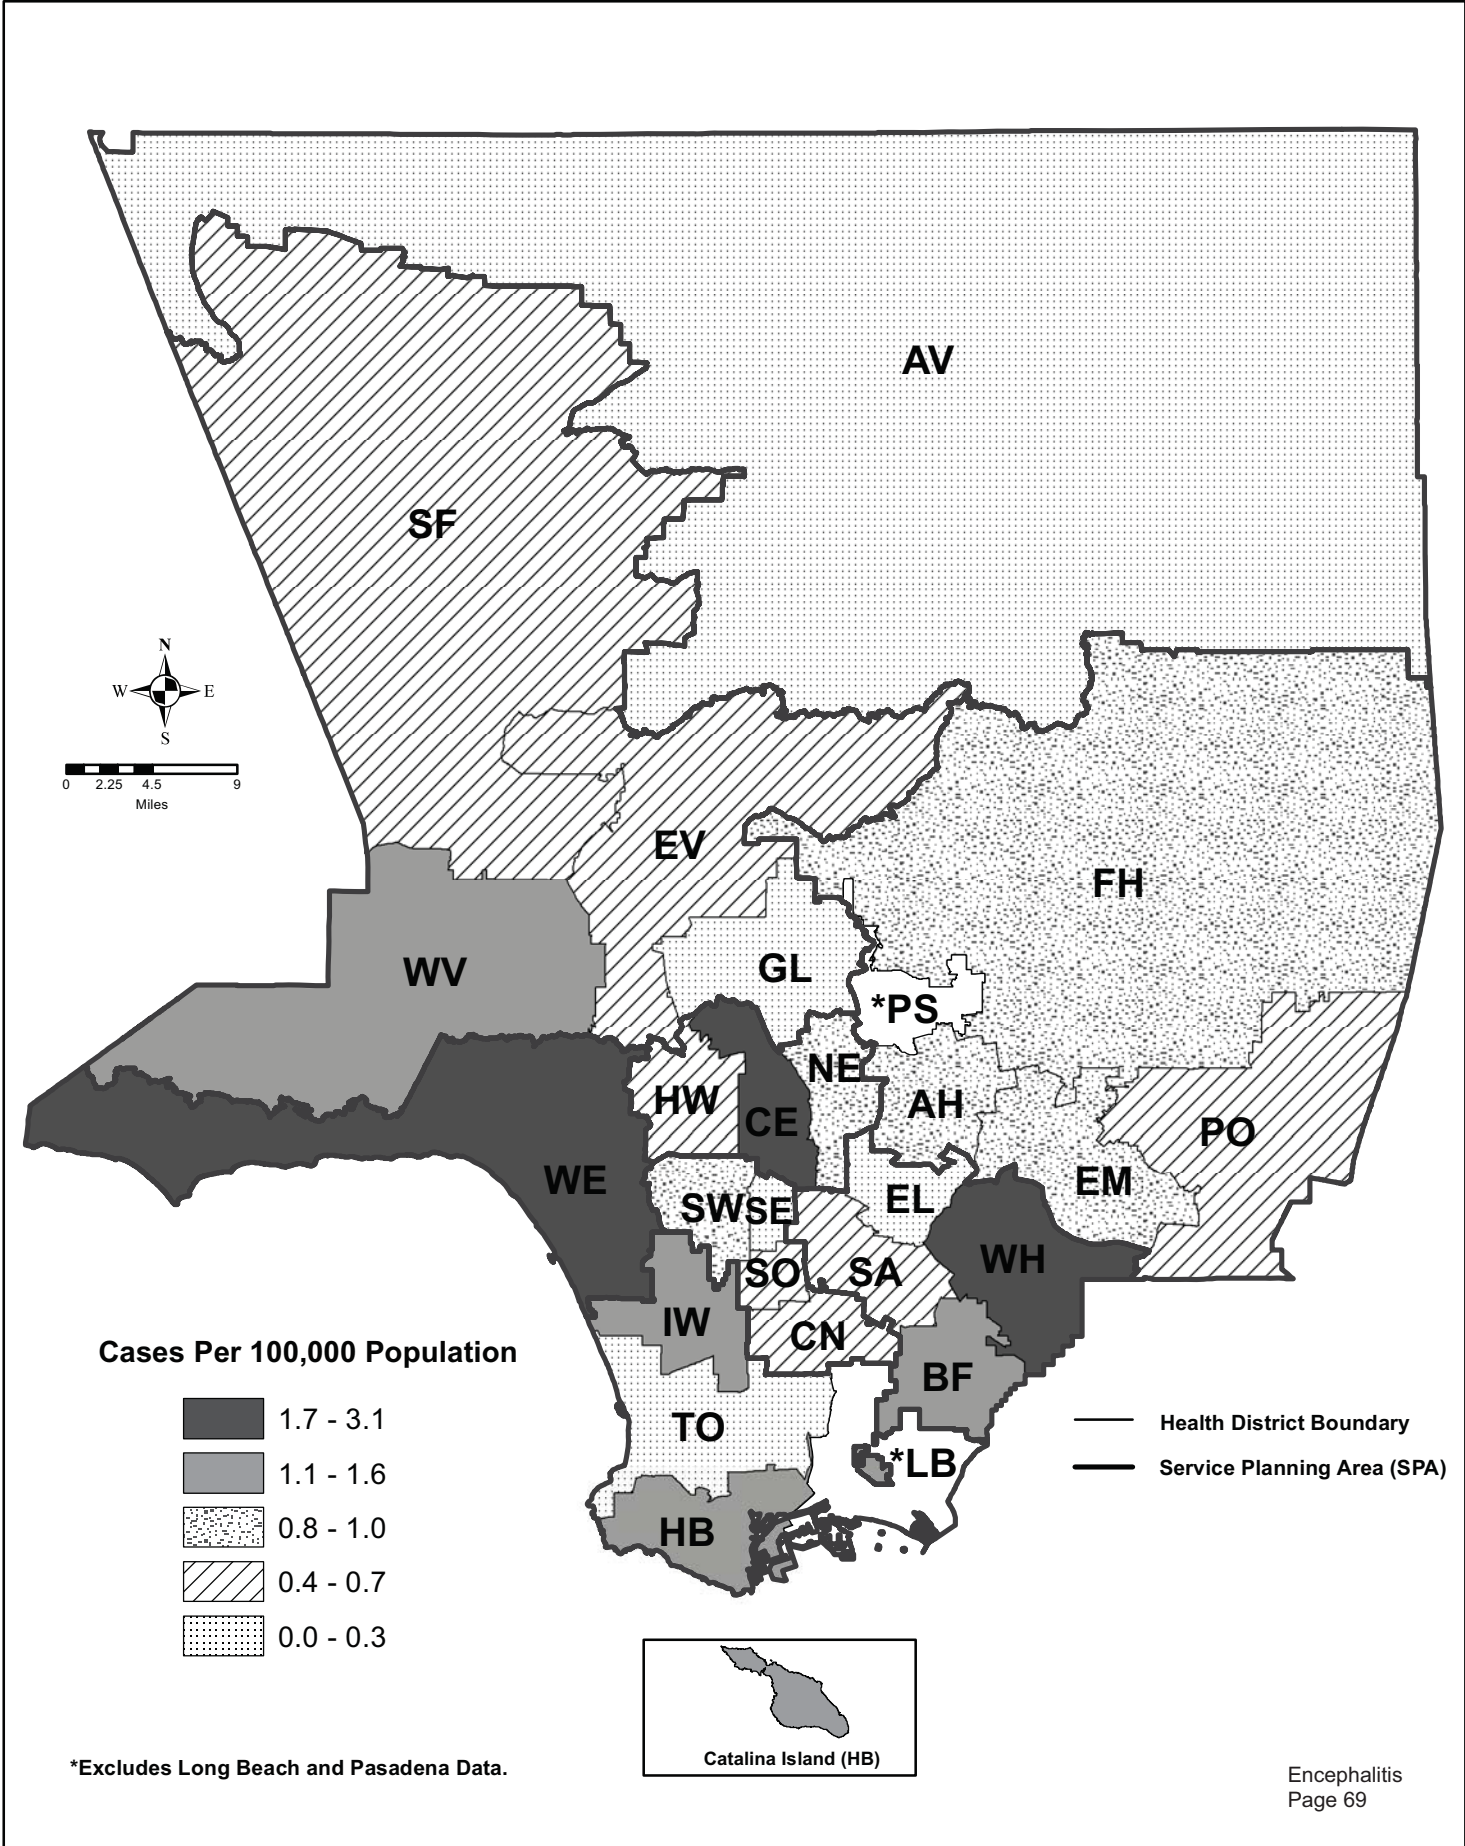 AV
SF
N
W E
S
0 2.25 4.5 9
Miles
EV
FH
WV
GL
*PS
NE
HW
AH
CE
PO
WE
EM
SW
SE
EL
WH
SO
SA
IW
CN
BF
TO
*LB
HB
Cases Per 100,000 Population
1.7 - 3.1
1.1 - 1.6
0.8 - 1.0
0.4 - 0.7
0.0 - 0.3
Health District Boundary
Service Planning Area (SPA)
Catalina Island (HB)
*Excludes Long Beach and Pasadena Data.
Encephalitis
Page 69